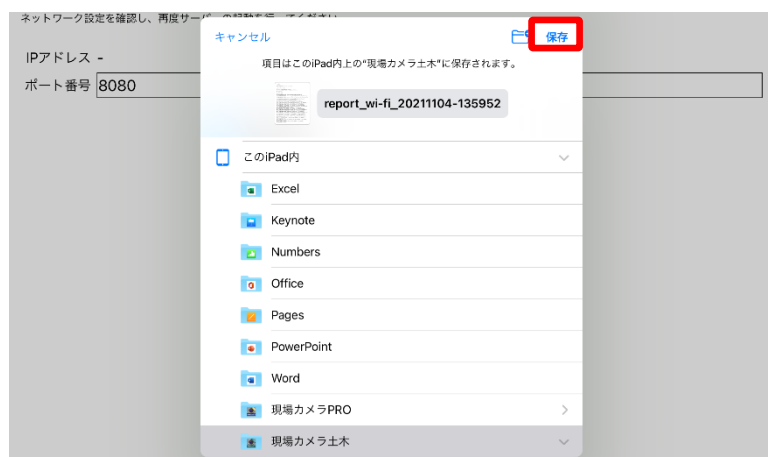 ネットワーク設定を確認し、再度サーバーの起動を行ってください
キャンセル
保存
IPアドレス -
項目はこのiPad内上の“現場カメラ土木”に保存されます。
ポート番号 8080
report_wi-fi_20211104-135952
このiPad内
Excel
Keynote
Numbers
Office
Pages
PowerPoint
Word
現場カメラPRO
現場カメラ土木